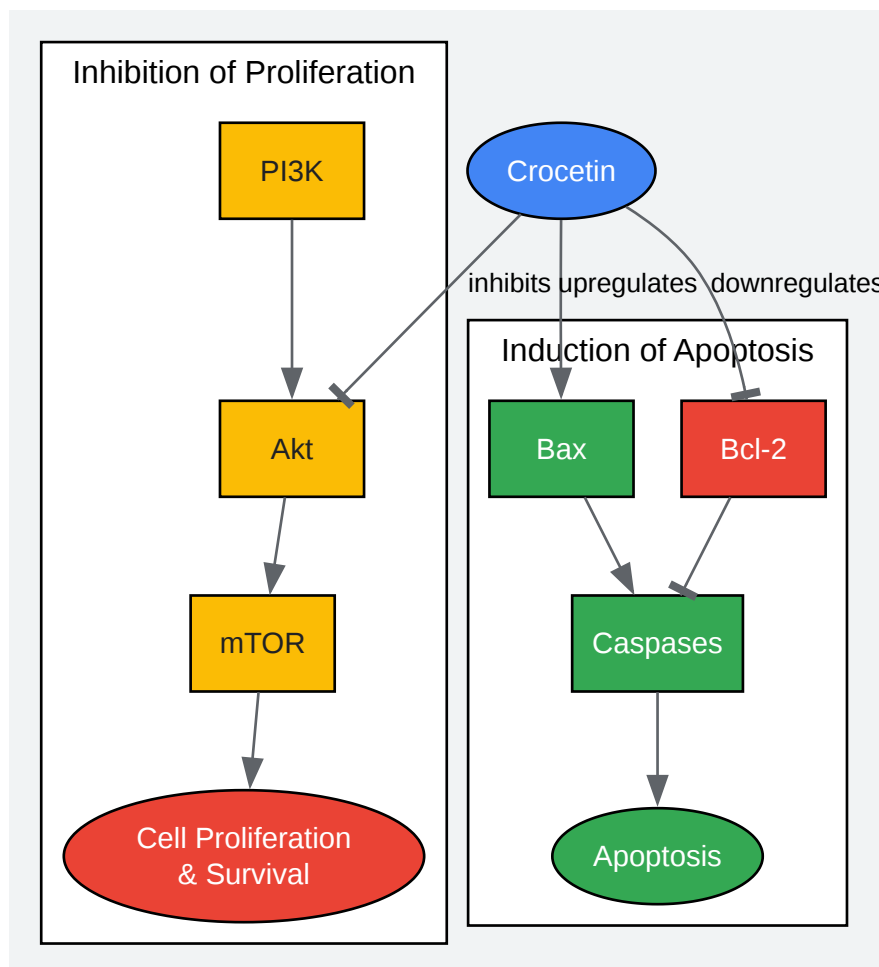 Inhibition of Proliferation
PI3K
Crocetin
inhibits upregulates downregulates
Induction of Apoptosis
Akt
Bax
Bcl-2
mTOR
Caspases
Cell Proliferation
& Survival
Apoptosis